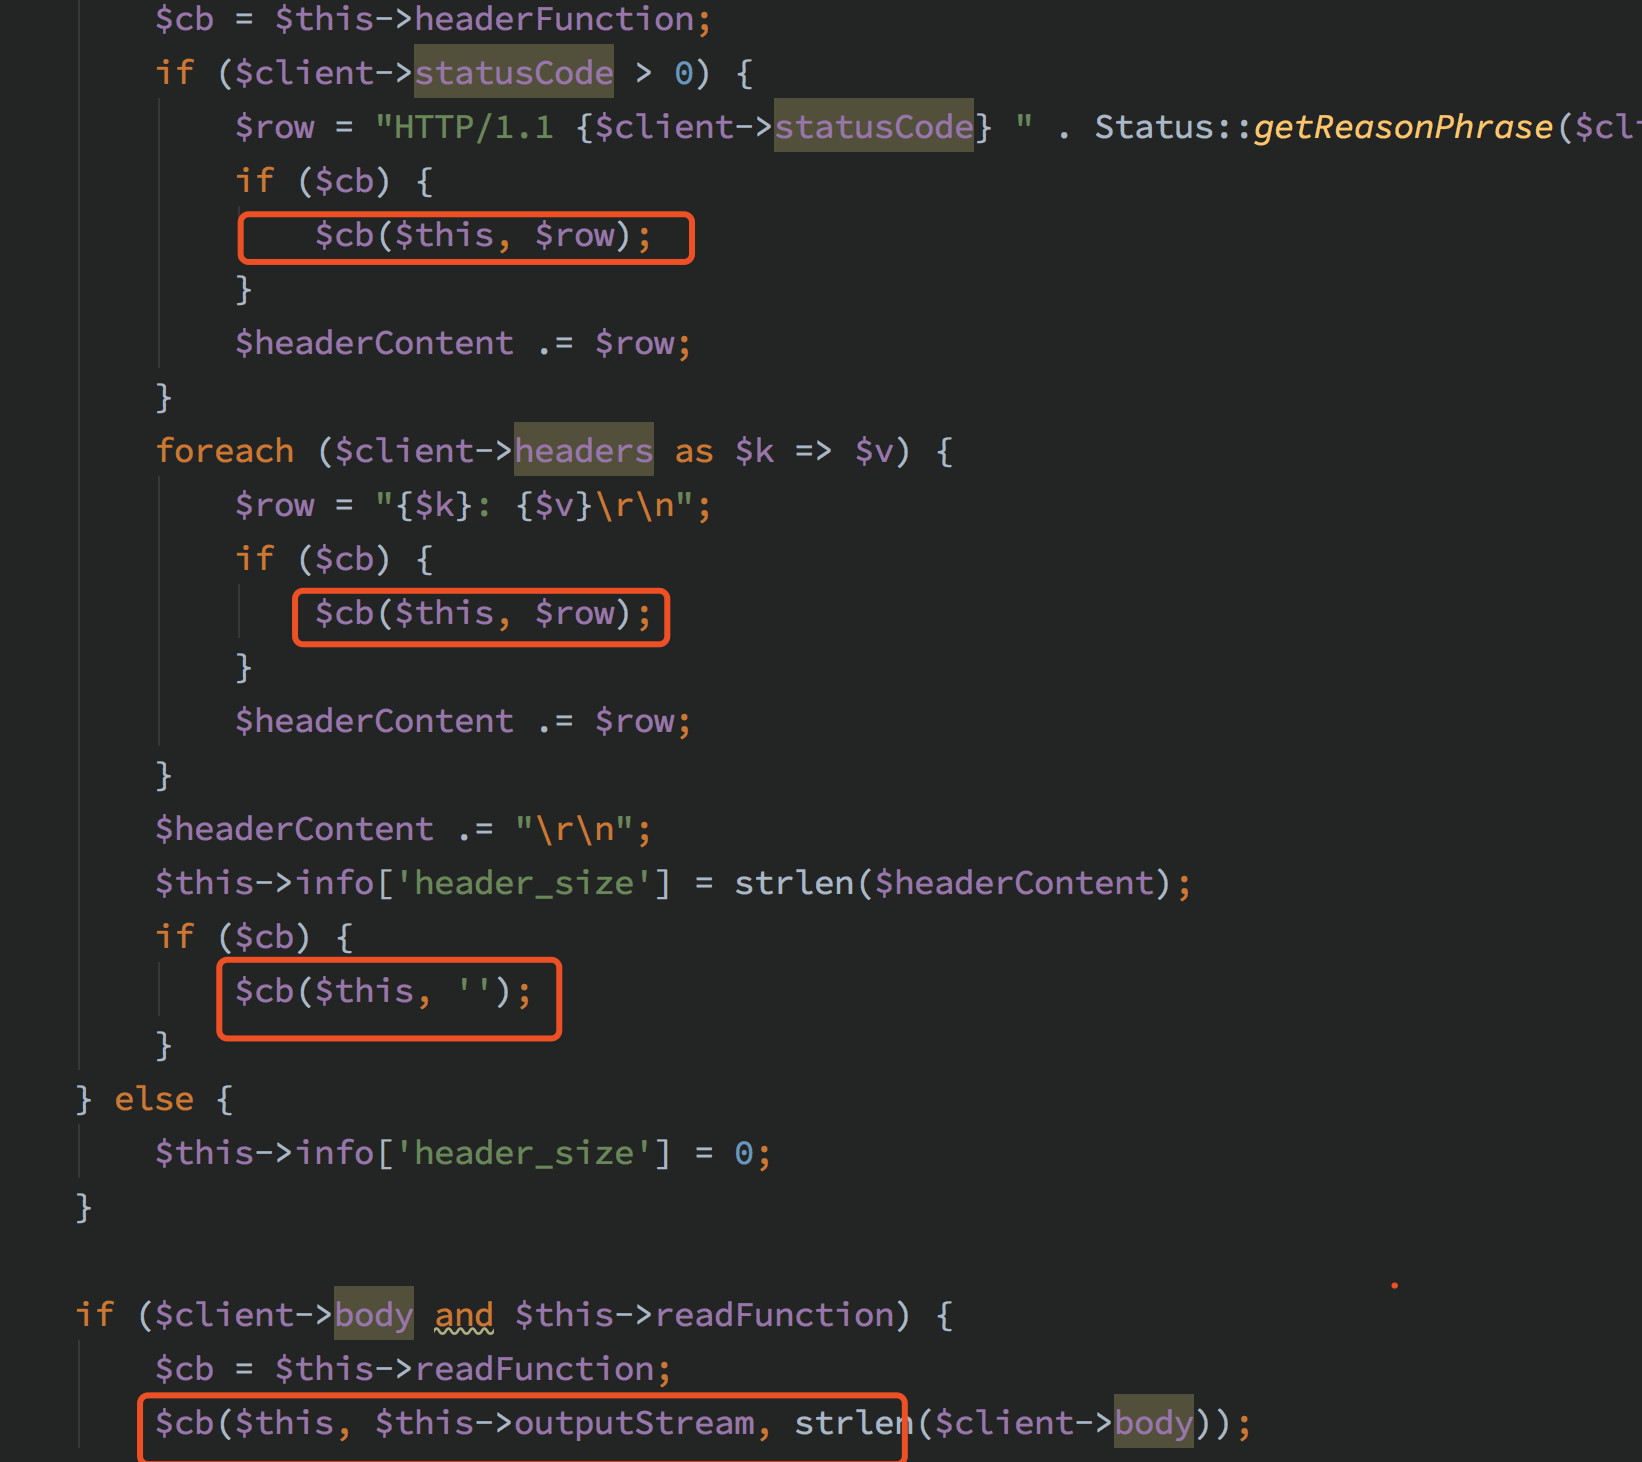 $cb = $this->headerFunction;
if ($client->statusCode > 0) {
$row = "HTTP/1.1 {$client->statusCode} " . Status::getReasonPhrase($cli
if ($cb) {
$cb($this, $row);
}
$headerContent .= $row;
}
foreach ($client->headers as $k => $v) {
$row = "{$k}: {$v}\r\n";
if ($cb) {
$cb($this, $row);
}
$headerContent .= $row;
}
$headerContent .= "\r\n";
$this->info['header_size'] = strlen($headerContent);
if ($cb) {
$cb($this, '');
}
} else {
$this->info['header_size'] = 0;
}
if ($client->body and $this->readFunction) {
$cb = $this->readFunction;
$cb($this, $this->outputStream, strlen($client->body));